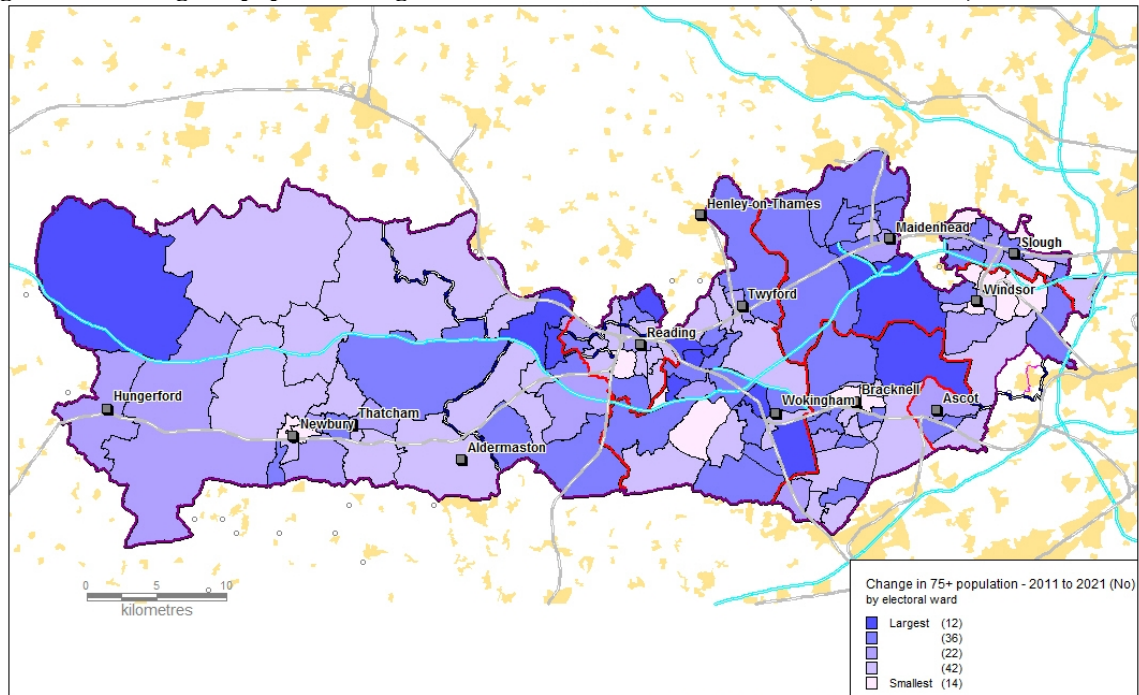 Henley-on-Thames
Maidenhead
Slough
Windsor
Twyford
Reading
Bracknell
Wokingham
Ascot
Hungerford
Thatcham
Newbury
Aldermaston
0 5 10
kilometres
Change in 75+ population - 2011 to 2021 (No)
by electoral ward
Largest (12)
(36)
(22)
(42)
Smallest (14)